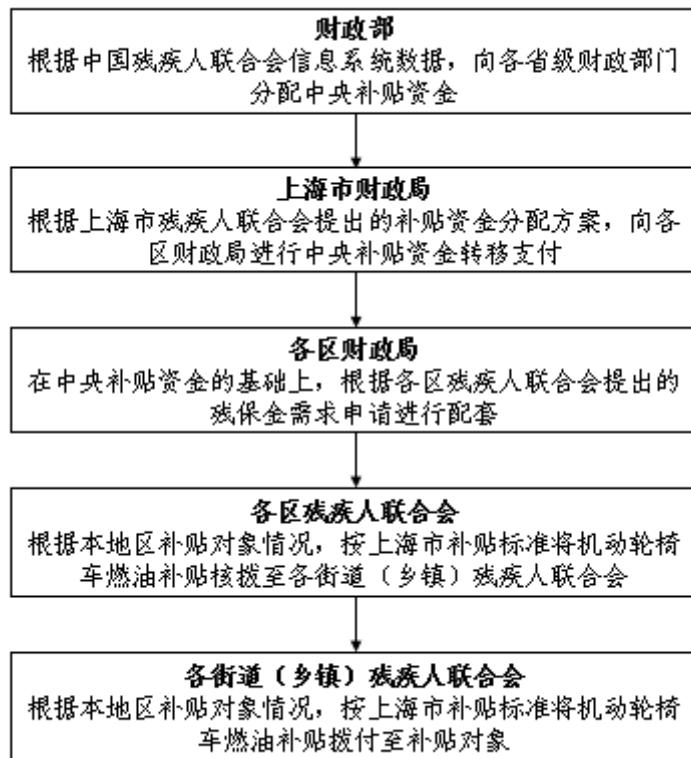 财政部
根据中国残疾人联合会信息系统数据，向各省级财政部门
分配中央补贴资金
上海市财政局
根据上海市残疾人联合会提出的补贴资金分配方案，向各
区财政局进行中央补贴资金转移支付
各区财政局
在中央补贴资金的基础上，根据各区残疾人联合会提出的
残保金需求申请进行配套
各区残疾人联合会
根据本地区补贴对象情况，按上海市补贴标准将机动轮椅
车燃油补贴核拨至各街道（乡镇）残疾人联合会
各街道（乡镇）残疾人联合会
根据本地区补贴对象情况，按上海市补贴标准将机动轮椅
车燃油补贴拨付至补贴对象